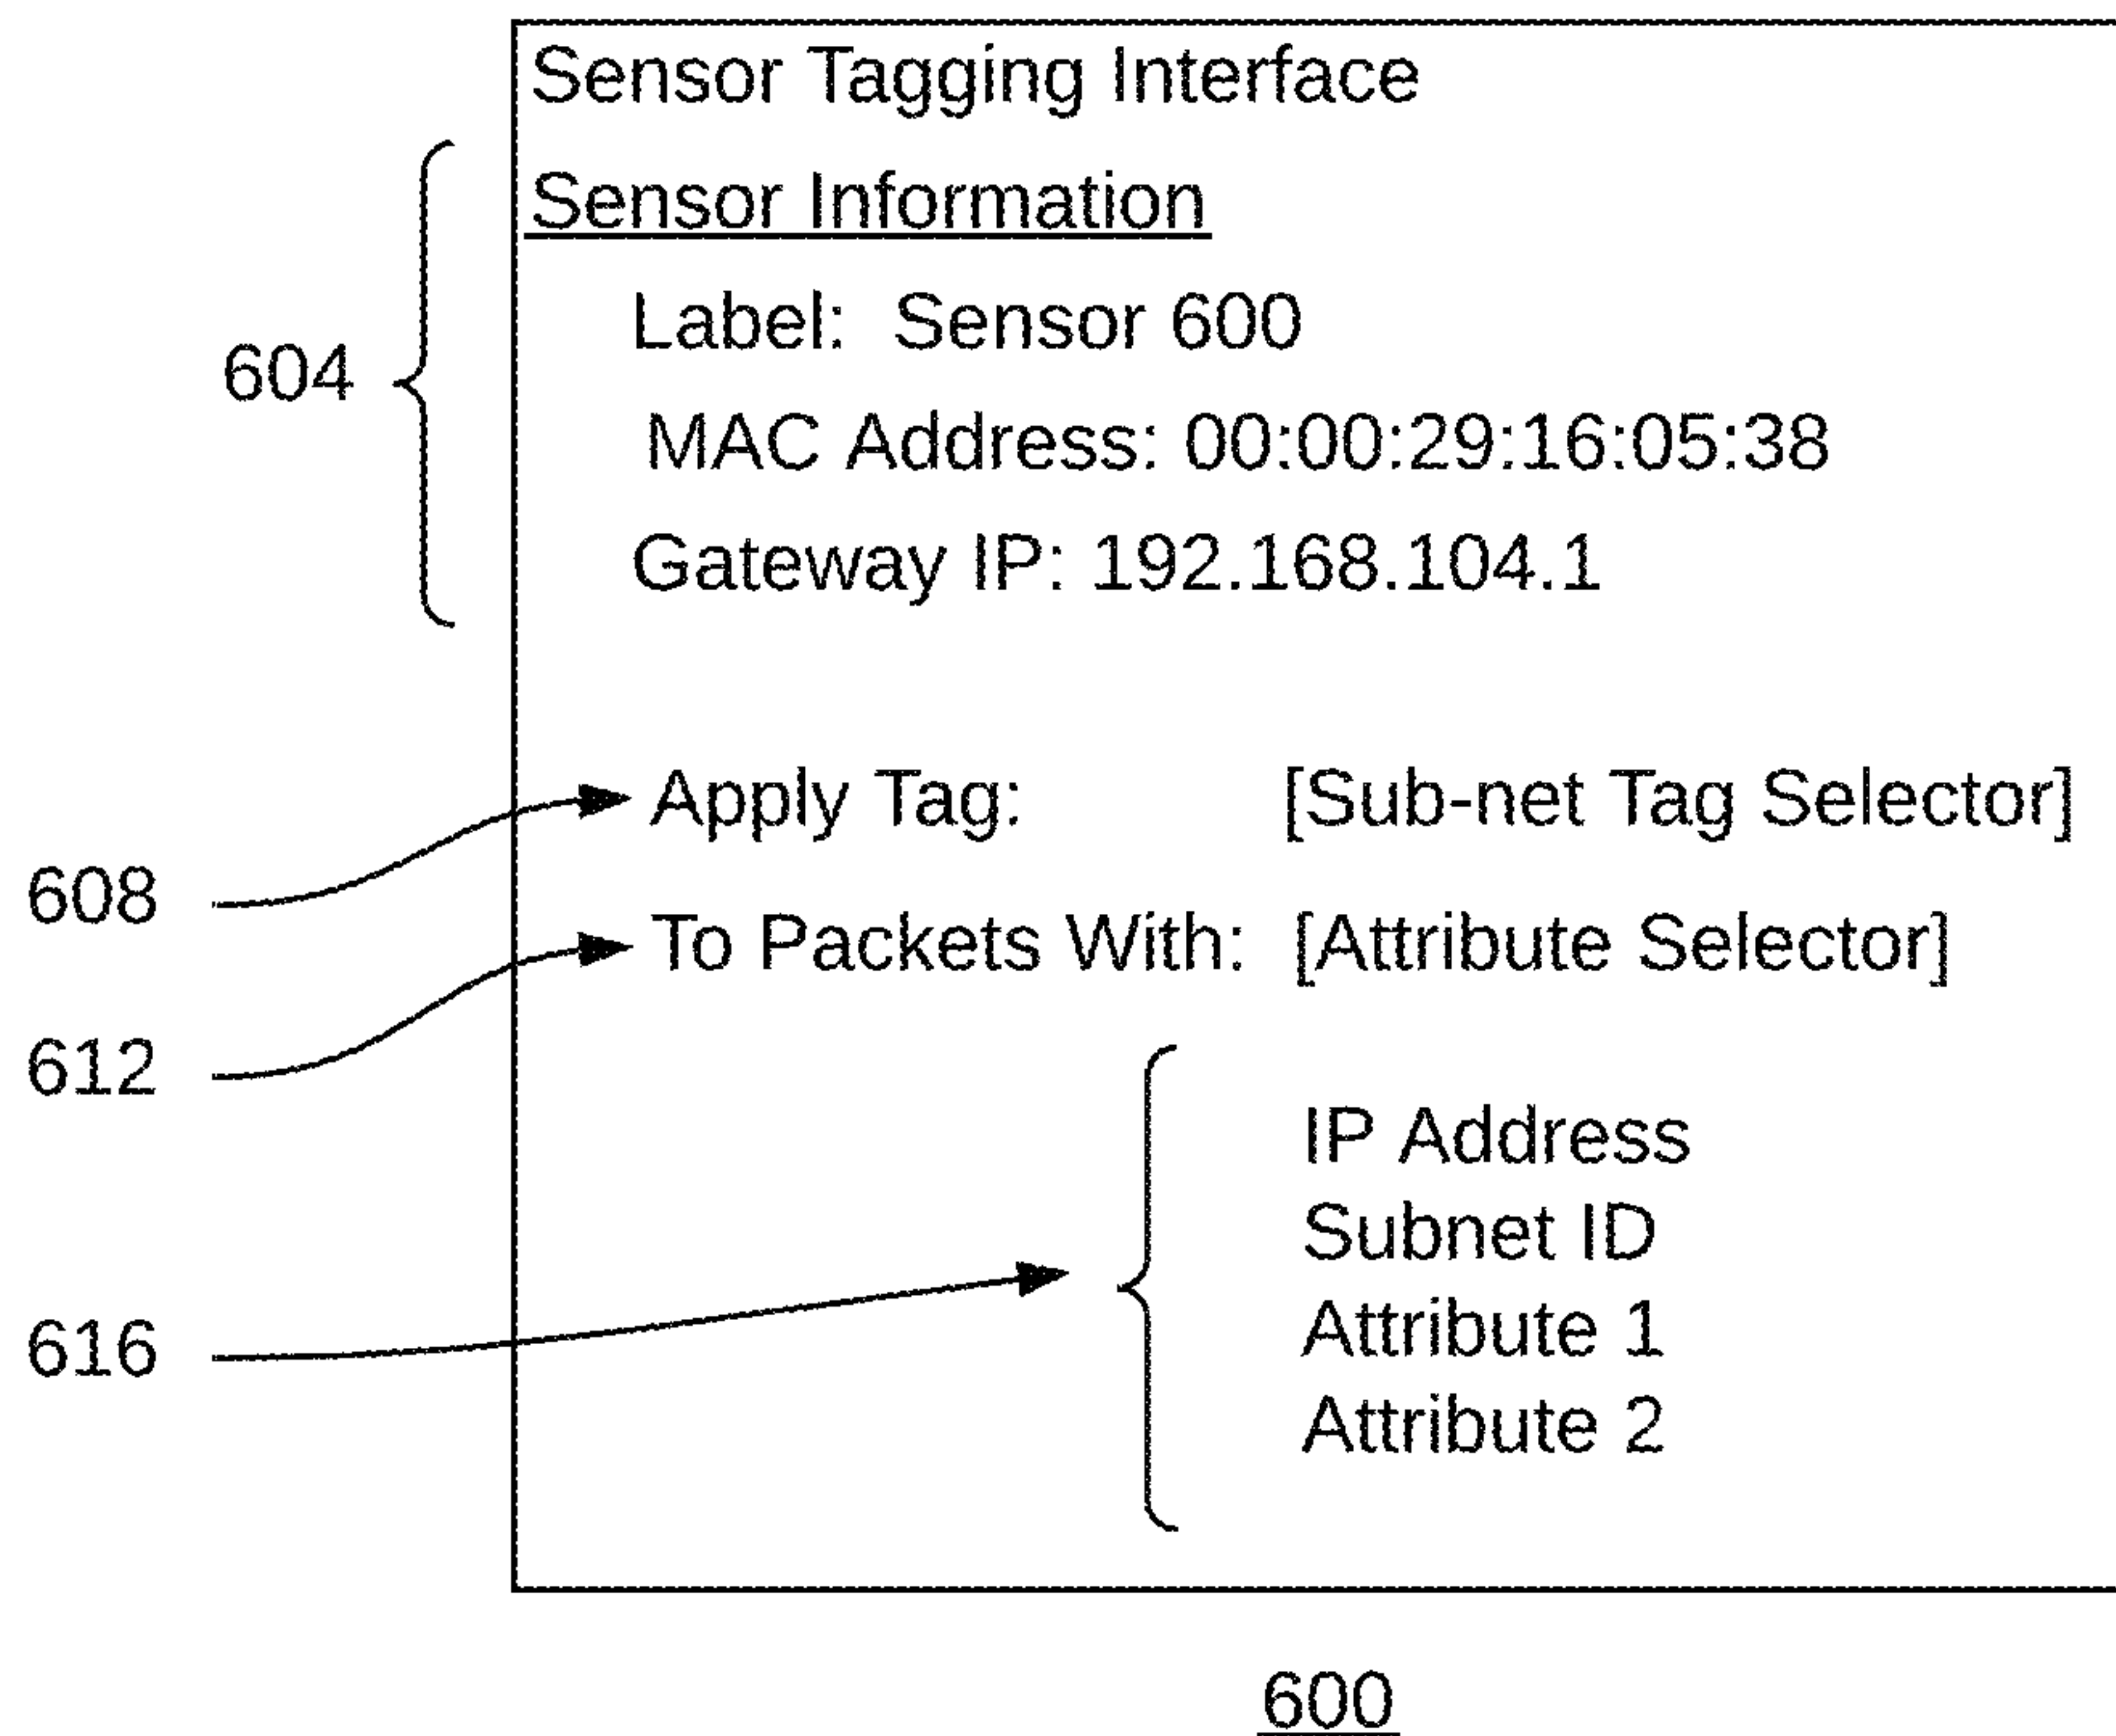 Sensor Tagging Interface
Sensor Information
Label: Sensor 600
604
MAC Address: 00:00:29:16:05:38
Gateway IP: 192.168.104.1
Apply Tag: [Sub-net Tag Selector]
608
To Packets With: [Attribute Selector]
612
IP Address
Subnet ID
Attribute 1
616
Attribute 2
600